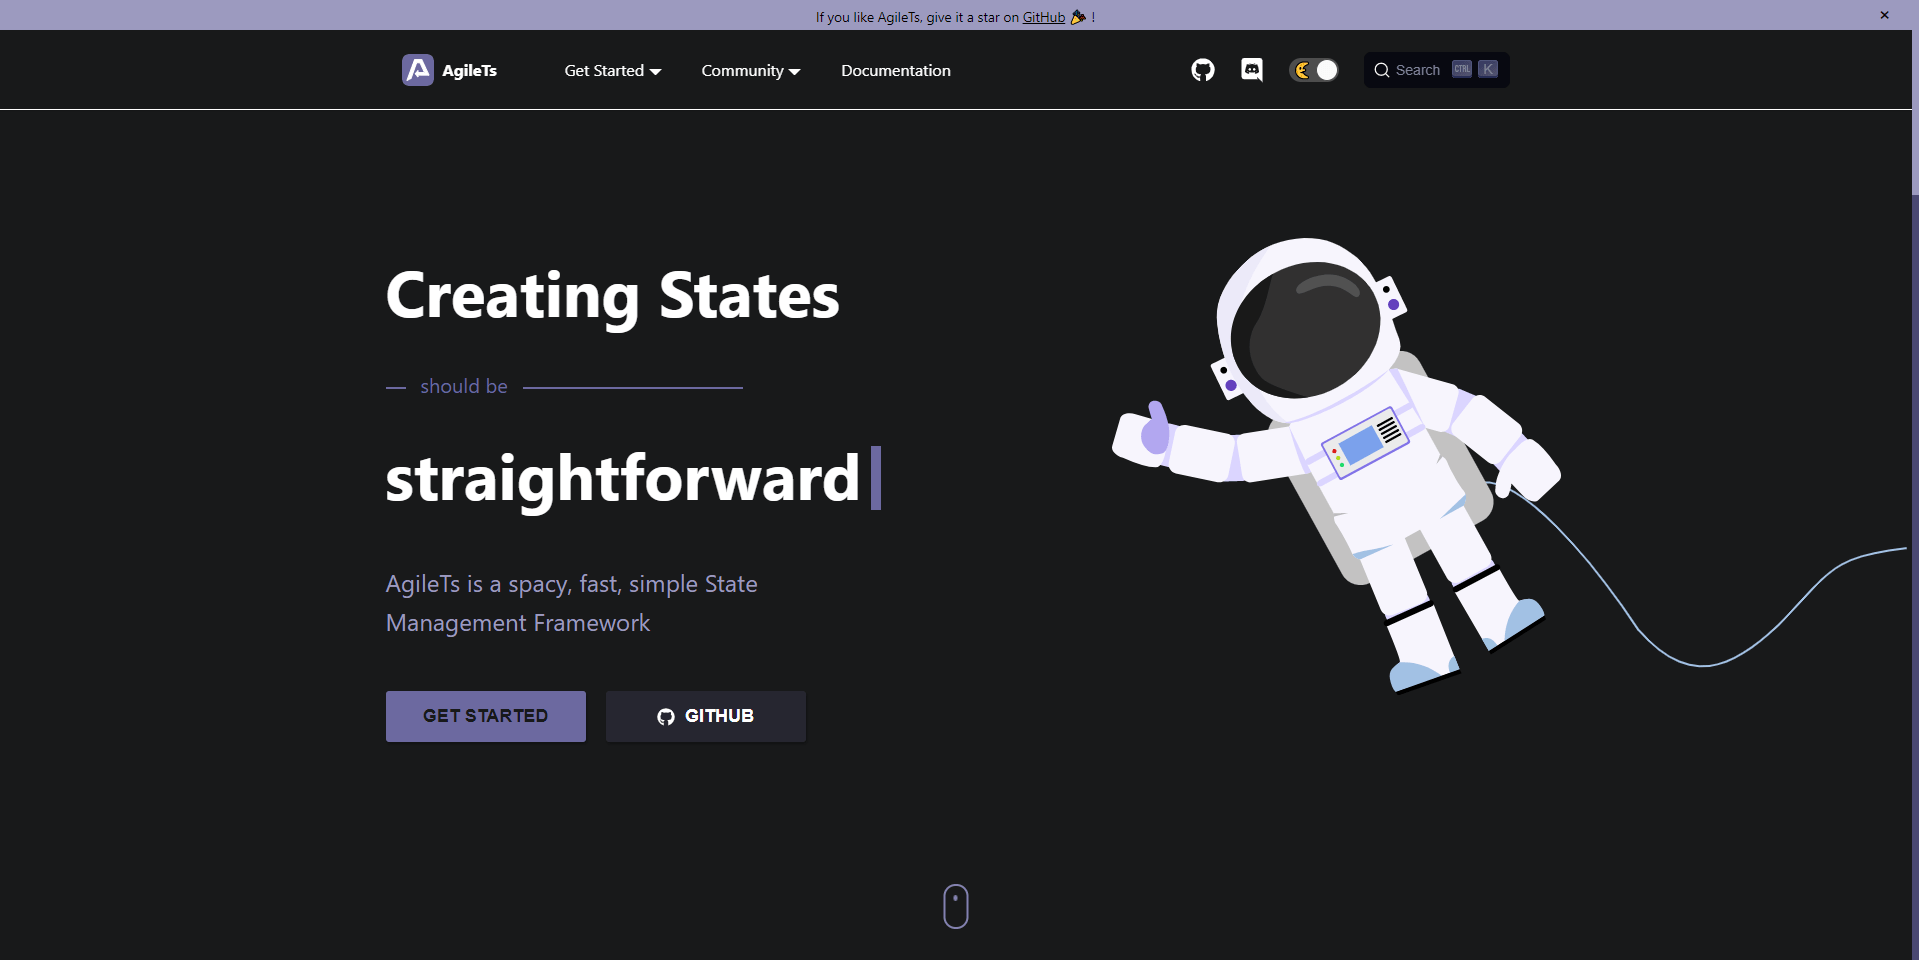 If you like AgileTs, give it a star on GitHub 🎉 !
AgileTs
Get Started
Community
Documentation
Search CTRL K
Creating States
should be
straightforward
AgileTs is a spacy, fast, simple State
Management Framework
GET STARTED
GITHUB